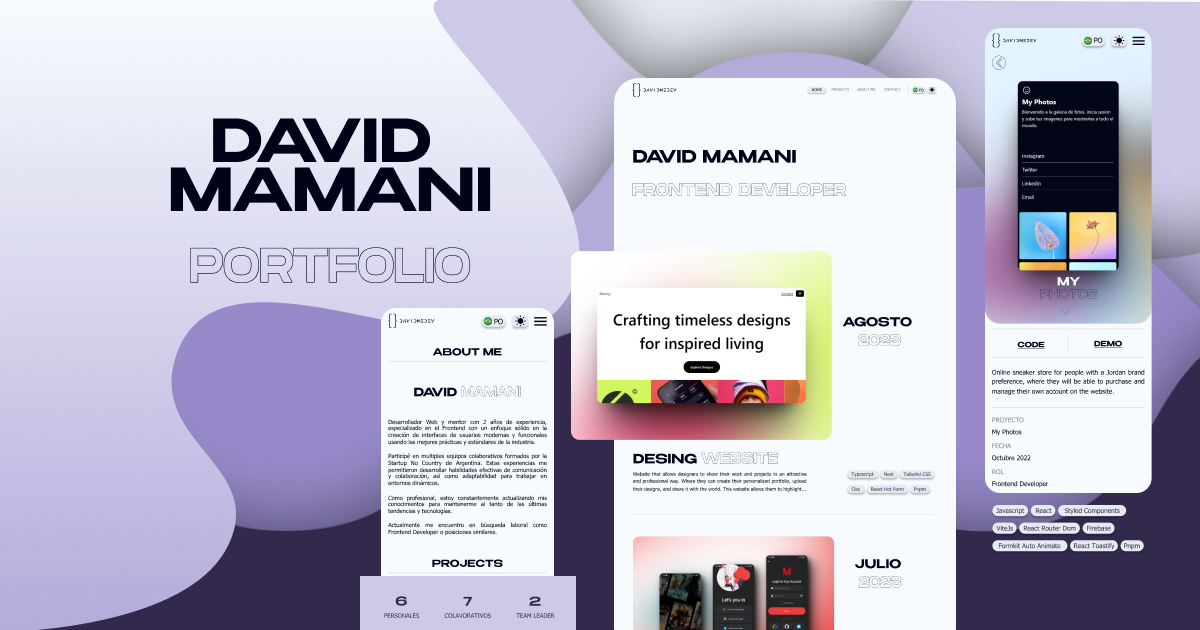 DAVID
MAMANI
PORTFOLIO
{ } DAVIDMEDEV
PO
ABOUT ME
DAVID MAMANI
Desarrollador Web y mentor con 2 años de experiencia,
especializado en el Frontend con un enfoque sólido en la
creación de interfaces de usuarios modernas y funcionales
usando las mejores prácticas y estándares de la industria.
Participé en multiples equipos colaborativos formados por la
Startup No Country de Argentina. Estas experiencias me
permitieron desarrollar habilidades efectivas de comunicación
y colaboración, así como adaptabilidad para trabajar en
entornos dinámicos.
Como profesional, estoy constantemente actualizando mis
conocimientos para mantenerme al tanto de las últimas
tendencias y tecnologías.
Actualmente me encuentro en búsqueda laboral como
Frontend Developer o posiciones similares.
PROJECTS
6 7 2
PERSONALES COLAVORATIVOS TEAM LEADER
{ } DAVIDMEDEV
HOME PROJECTS ABOUT ME CONTACT PO
DAVID MAMANI
FRONTEND DEVELOPER
Desing Contact
Crafting timeless designs
for inspired living
Explore Designs
AGOSTO
2023
DESING WEBSITE
Website that allows designers to show their work and projects in an attractive
and professional way. Where they can create their personalized portfolio, upload
their designs, and share it with the world. This website allows them to highlight...
Typescript Next Tailwind CSS
Clsx React Hot Form Pnpm
Let's you in
M
Login to Your Account
JULIO
2023
{ } DAVIDMEDEV
PO
My Photos
Bienvenido a la galeria de fotos, inicia sesion
y sube tus imagenes para mostrarlas a todo el
mundo.
Instagram
Twitter
Linkedin
Email
MY
PHOTOS
CODE DEMO
Online sneaker store for people with a Jordan brand
preference, where they will be able to purchase and
manage their own account on the website.
PROYECTO
My Photos
FECHA
Octubre 2022
ROL
Frontend Developer
Javascript React Styled Components
ViteJs React Router Dom Firebase
Formkit Auto Animate React Toastify Pnpm